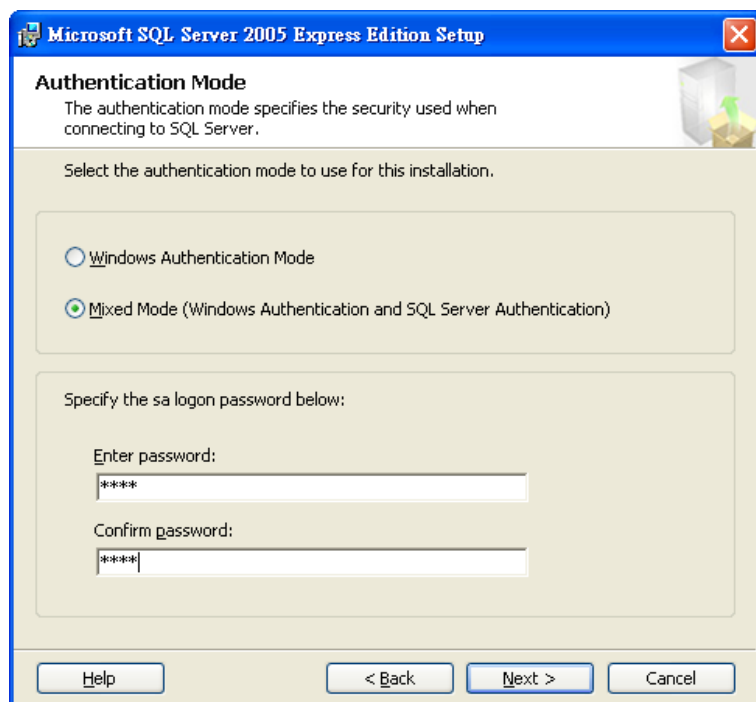 Microsoft SQL Server 2005 Express Edition Setup
Authentication Mode
The authentication mode specifies the security used when
connecting to SQL Server.
Select the authentication mode to use for this installation.
Windows Authentication Mode
Mixed Mode (Windows Authentication and SQL Server Authentication)
Specify the sa logon password below:
Enter password:
****
Confirm password:
****
Help
< Back
Next >
Cancel